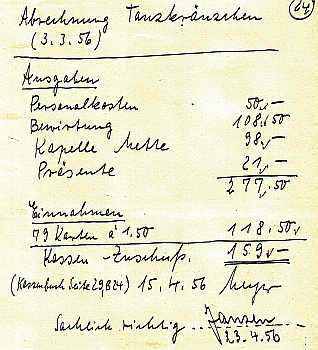 64
Abrechnung Tanzkränzchen
(3.3.56)
Ausgaben
Personalkosten 50,—
Bewirtung 108,50
Kapelle Mette 98,—
Präsente 21,—
277,50
Einnahmen
79 Karten à 1.50 118.50,
Kassen-Zuschuß. 159,—
(Kassenbuch Seite 29,824) 15.4.56 Meyer
Sachlich richtig ... Jansen
23.4.56